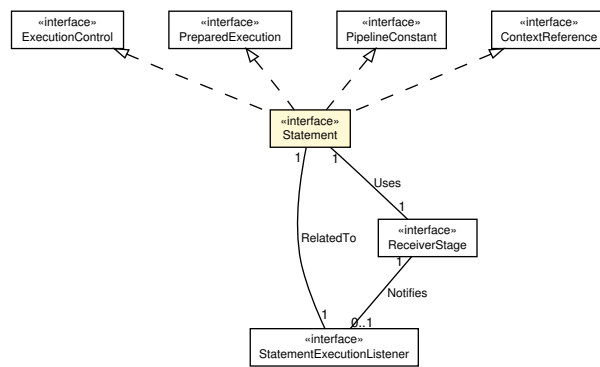 «interface»
ExecutionControl
«interface»
PreparedExecution
«interface»
PipelineConstant
«interface»
ContextReference
«interface»
Statement
1
1
Uses
1
«interface»
ReceiverStage
RelatedTo
1
Notifies
1
0..1
«interface»
StatementExecutionListener